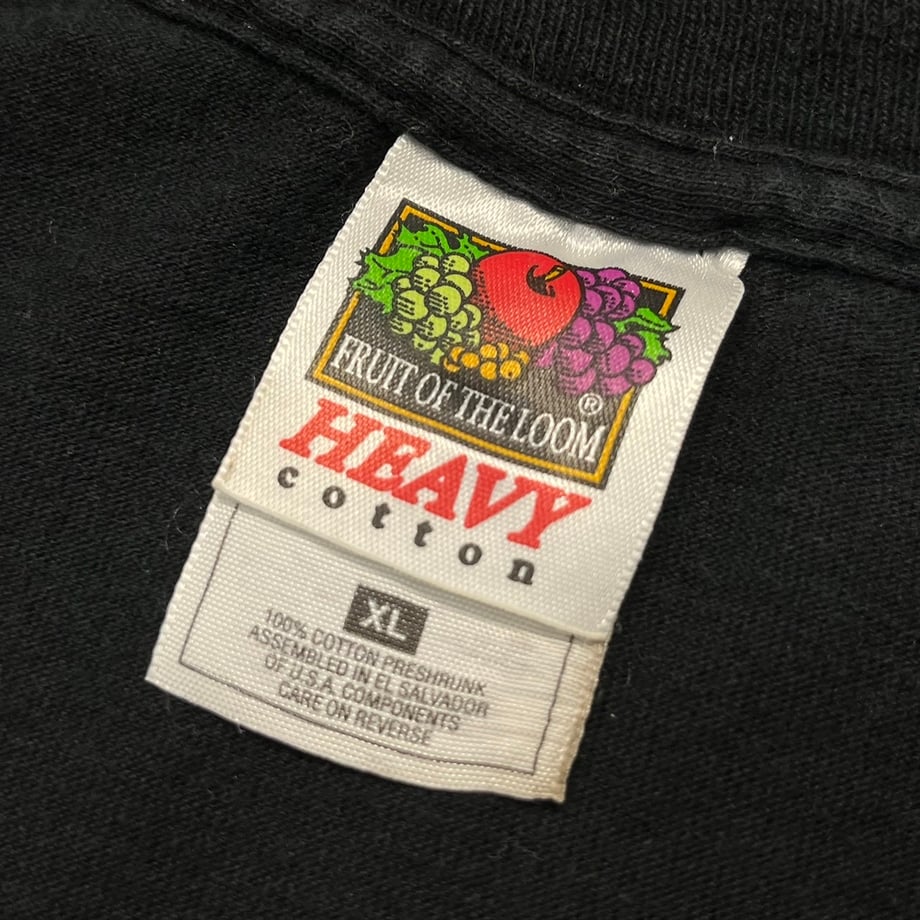 FRUIT OF THE LOOM
®
HEAVY
cotton
XL
100% COTTON PRESHRUNK
ASSEMBLED IN EL SALVADOR
OF U.S.A. COMPONENTS
CARE ON REVERSE